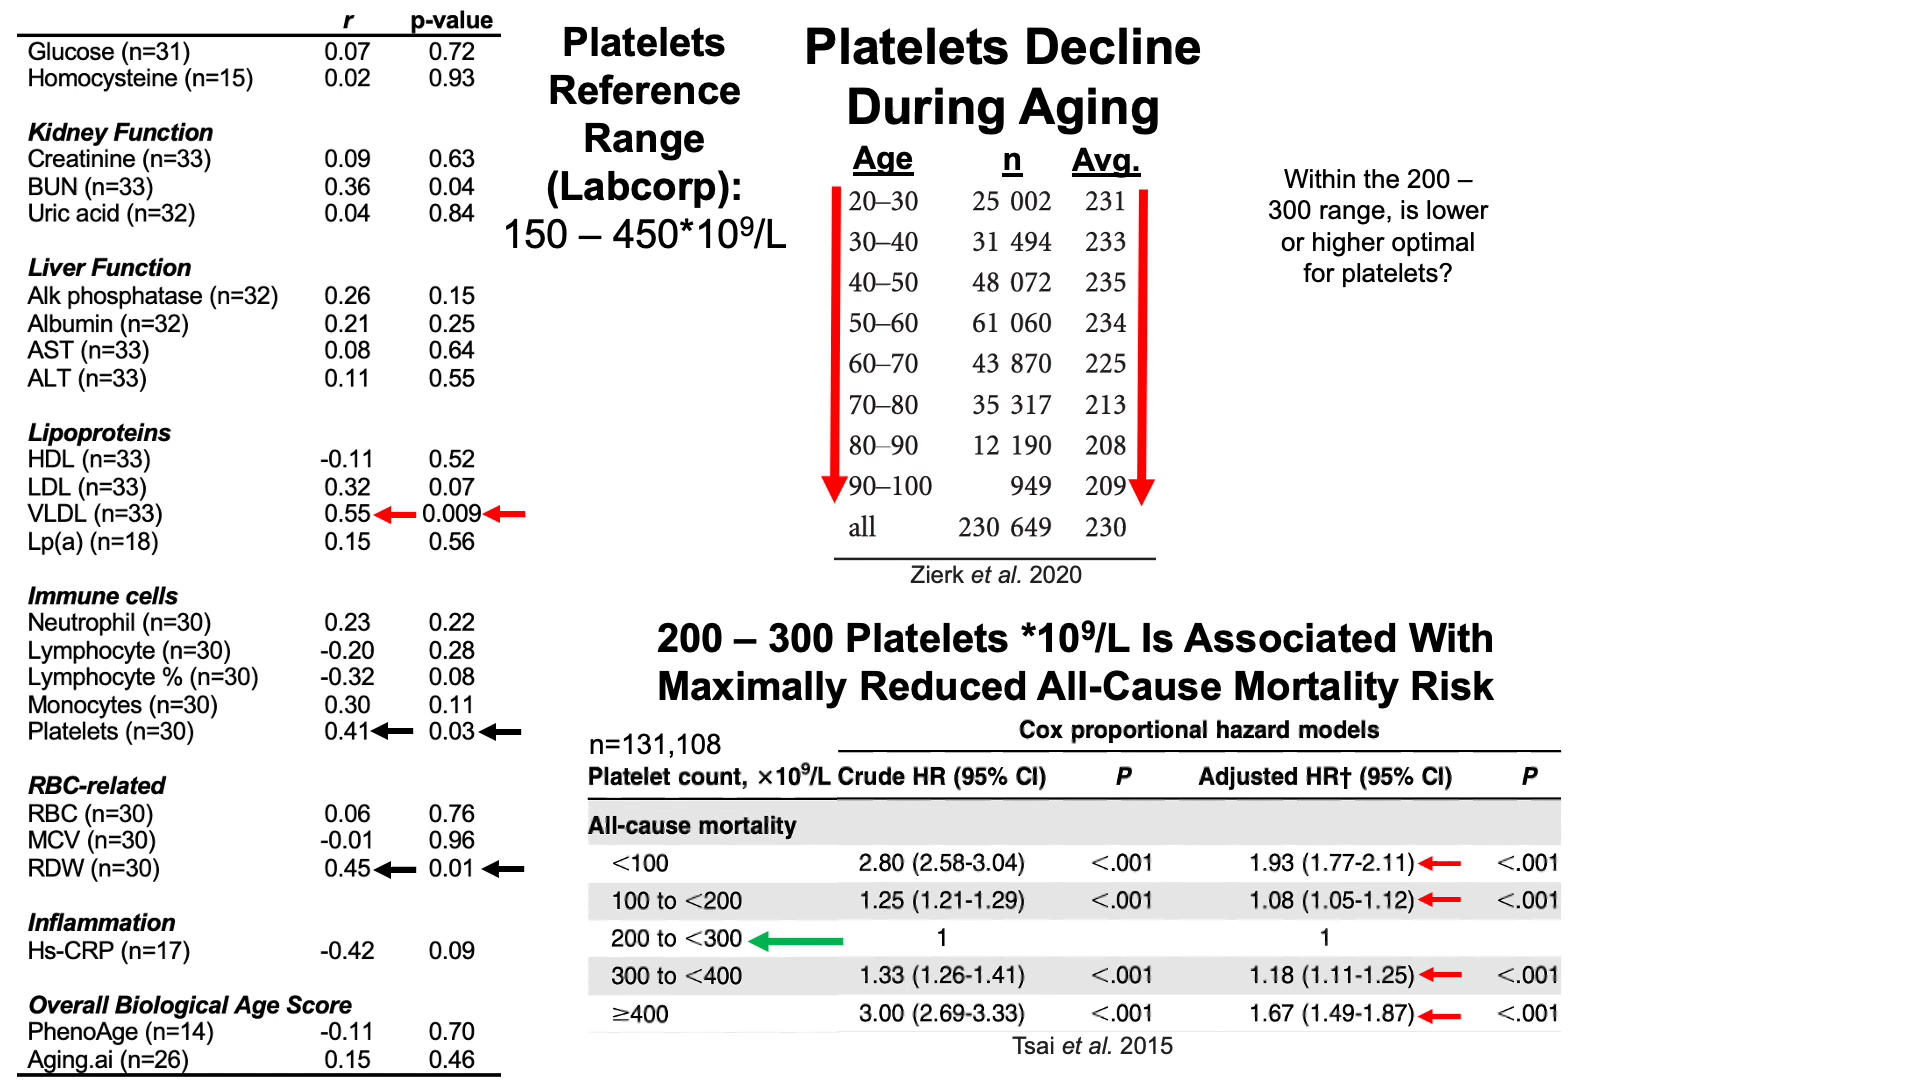 r p-value
Glucose (n=31) 0.07 0.72
Homocysteine (n=15) 0.02 0.93
Kidney Function
Creatinine (n=33) 0.09 0.63
BUN (n=33) 0.36 0.04
Uric acid (n=32) 0.04 0.84
Liver Function
Alk phosphatase (n=32) 0.26 0.15
Albumin (n=32) 0.21 0.25
AST (n=33) 0.08 0.64
ALT (n=33) 0.11 0.55
Lipoproteins
HDL (n=33) -0.11 0.52
LDL (n=33) 0.32 0.07
VLDL (n=33) 0.55 0.009
Lp(a) (n=18) 0.15 0.56
Immune cells
Neutrophil (n=30) 0.23 0.22
Lymphocyte (n=30) -0.20 0.28
Lymphocyte % (n=30) -0.32 0.08
Monocytes (n=30) 0.30 0.11
Platelets (n=30) 0.41 0.03
RBC-related
RBC (n=30) 0.06 0.76
MCV (n=30) -0.01 0.96
RDW (n=30) 0.45 0.01
Inflammation
Hs-CRP (n=17) -0.42 0.09
Overall Biological Age Score
PhenoAge (n=14) -0.11 0.70
Aging.ai (n=26) 0.15 0.46
Platelets
Reference
Range
(Labcorp):
150 – 450*10⁹/L
Platelets Decline
During Aging
Age n Avg.
20–30 25 002 231
30–40 31 494 233
40–50 48 072 235
50–60 61 060 234
60–70 43 870 225
70–80 35 317 213
80–90 12 190 208
90–100 949 209
all 230 649 230
Zierk et al. 2020
Within the 200 –
300 range, is lower
or higher optimal
for platelets?
200 – 300 Platelets *10⁹/L Is Associated With
Maximally Reduced All-Cause Mortality Risk
n=131,108
Cox proportional hazard models
Platelet count, ×10⁹/L Crude HR (95% CI) P Adjusted HR† (95% CI) P
All-cause mortality
<100 2.80 (2.58-3.04) <.001 1.93 (1.77-2.11) <.001
100 to <200 1.25 (1.21-1.29) <.001 1.08 (1.05-1.12) <.001
200 to <300 1 1
300 to <400 1.33 (1.26-1.41) <.001 1.18 (1.11-1.25) <.001
≥400 3.00 (2.69-3.33) <.001 1.67 (1.49-1.87) <.001
Tsai et al. 2015